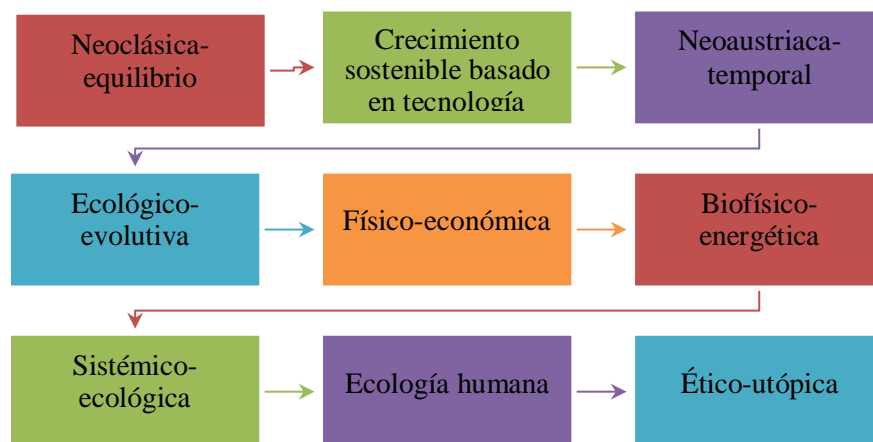 Neoclásica-
equilibrio
Crecimiento
sostenible basado
en tecnología
Neoaustriaca-
temporal
Ecológico-
evolutiva
Físico-económica
Biofísico-
energética
Sistémico-
ecológica
Ecología humana
Ético-utópica